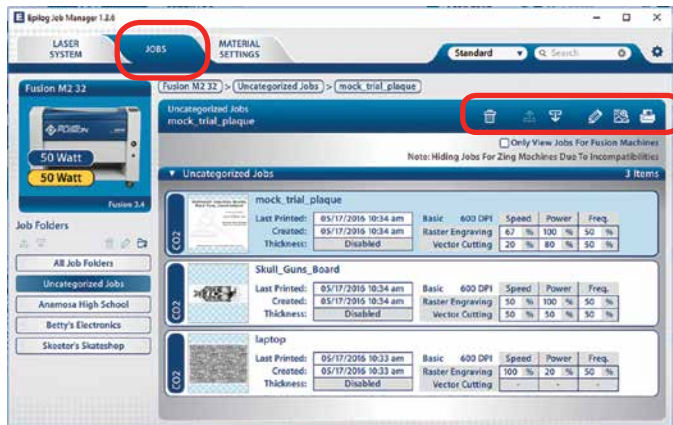 Epilog Job Manager 1.2.6
LASER SYSTEM
JOBS
MATERIAL SETTINGS
Standard
Search
Fusion M2 32
Fusion M2 32 > Uncategorized Jobs > mock_trial_plaque
Uncategorized Jobs
mock_trial_plaque
Only View Jobs For Fusion Machines
Note: Hiding Jobs For Zing Machines Due To Incompatibilities
50 Watt
50 Watt
Fusion 3.4
Job Folders
All Job Folders
Uncategorized Jobs
Anamosa High School
Betty's Electronics
Skeeter's Skateshop
Uncategorized Jobs 3 Items
CO2
mock_trial_plaque
Last Printed: 05/17/2016 10:34 am Basic 600 DPI Speed Power Freq.
Created: 05/17/2016 10:34 am Raster Engraving 67 % 100 % 50 %
Thickness: Disabled Vector Cutting 20 % 80 % 50 %
CO2
Skull_Guns_Board
Last Printed: 05/17/2016 10:34 am Basic 600 DPI Speed Power Freq.
Created: 05/17/2016 10:34 am Raster Engraving 50 % 100 % 50 %
Thickness: Disabled Vector Cutting 50 % 50 % 50 %
CO2
laptop
Last Printed: 05/17/2016 10:33 am Basic 600 DPI Speed Power Freq.
Created: 05/17/2016 10:33 am Raster Engraving 100 % 20 % 50 %
Thickness: Disabled Vector Cutting - - -